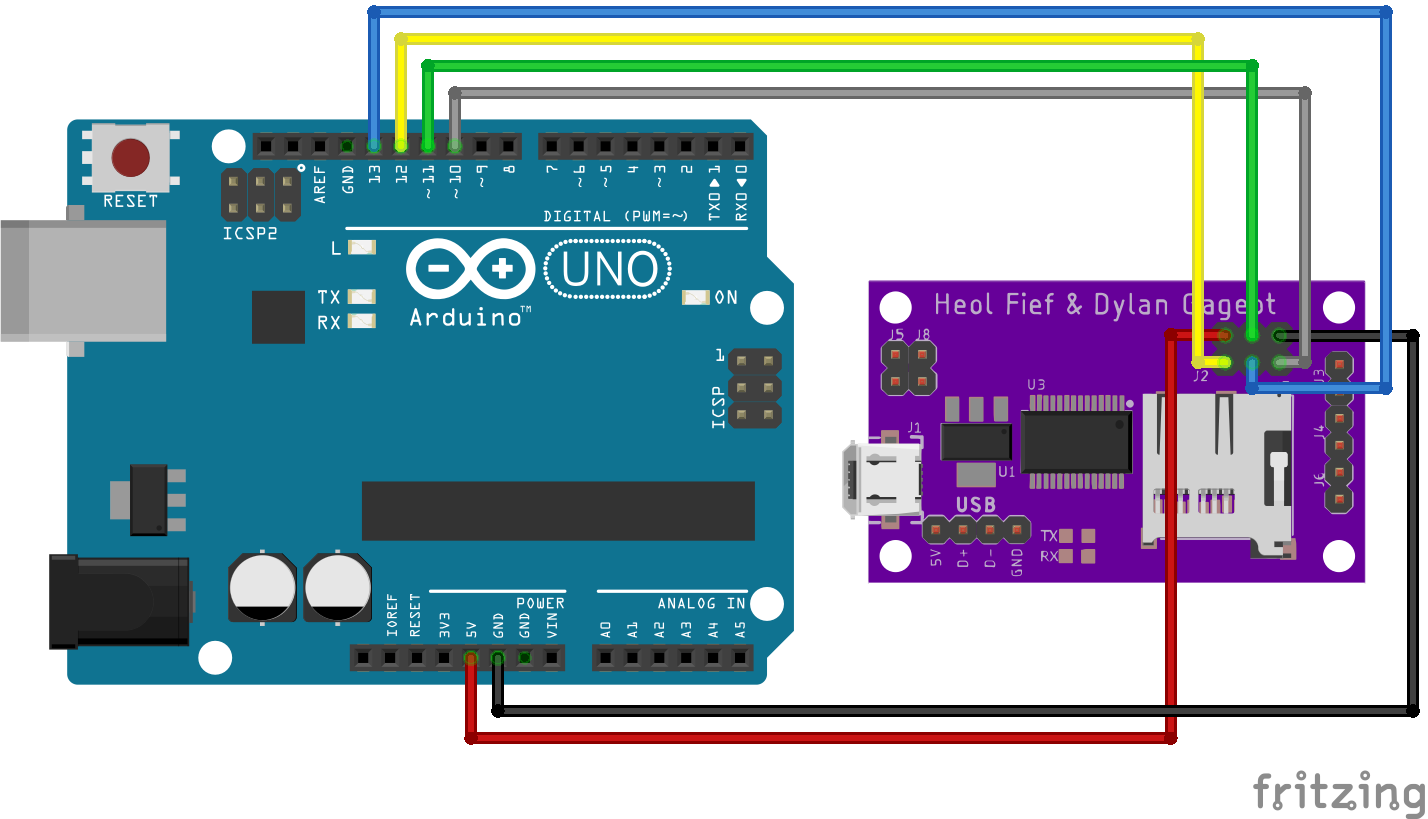 RESET
ICSP2
AREF
GND
13
12
~11
~10
~9
8
7
~6
~5
4
~3
2
TX0▶1
RX0◀0
DIGITAL (PWM=~)
L
TX
RX
UNO
Arduino™
ON
1
ICSP
IOREF
RESET
3V3
5V
GND
GND
VIN
POWER
ANALOG IN
A0
A1
A2
A3
A4
A5
Heol Fief & Dylan Gageot
J5
J8
J2
J3
U3
J1
U1
J4
J6
USB
5V
D+
D-
GND
TX
RX
fritzing